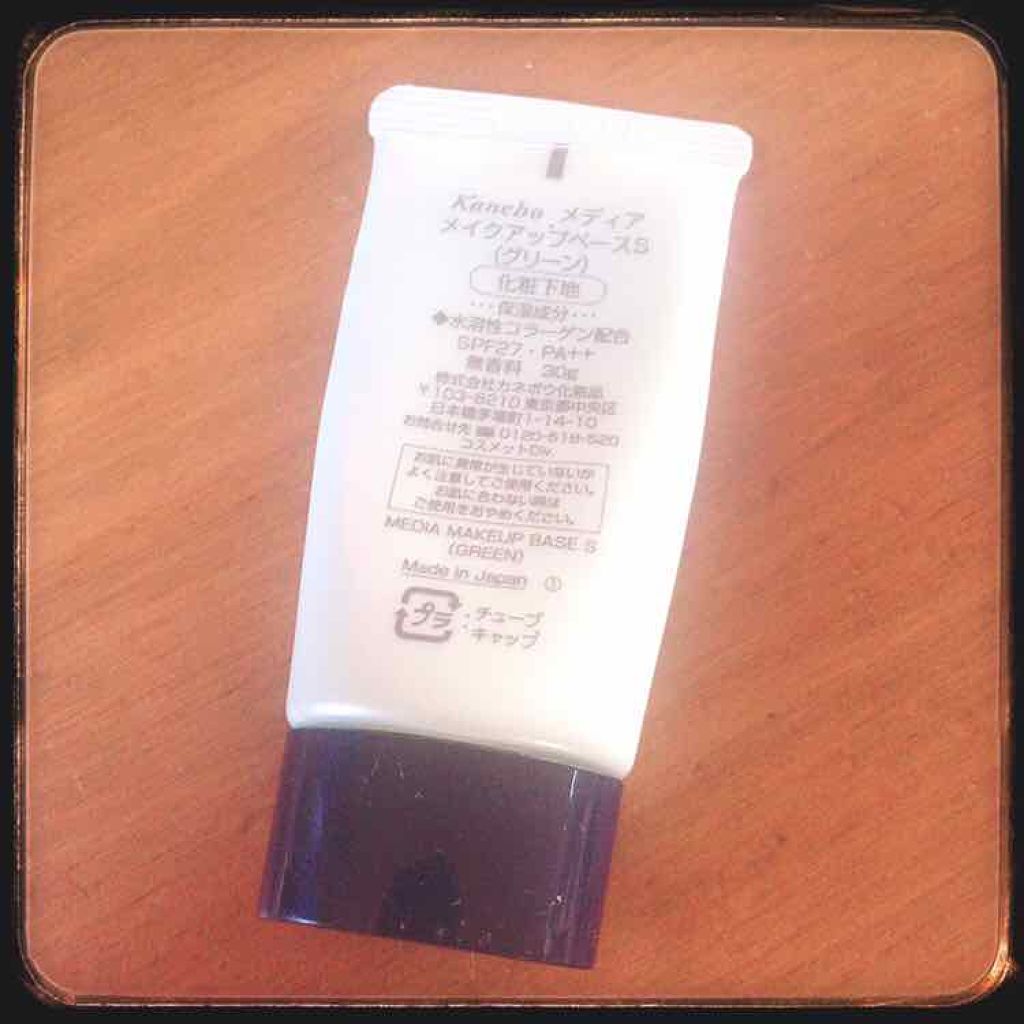 Kanebo メディア
メイクアップベースS
(グリーン)
化粧下地
・・・保湿成分・・・
◆水溶性コラーゲン配合
SPF27・PA++
無香料 30g
株式会社カネボウ化粧品
〒103-8210 東京都中央区
日本橋茅場町1-14-10
お問合せ先 0120-518-520
コスメットDiv.
お肌に異常が生じていないか
よく注意してご使用ください。
お肌に合わない時は
ご使用をおやめください。
MEDIA MAKEUP BASE S
(GREEN)
Made in Japan ①
プラ ・チューブ
・キャップ